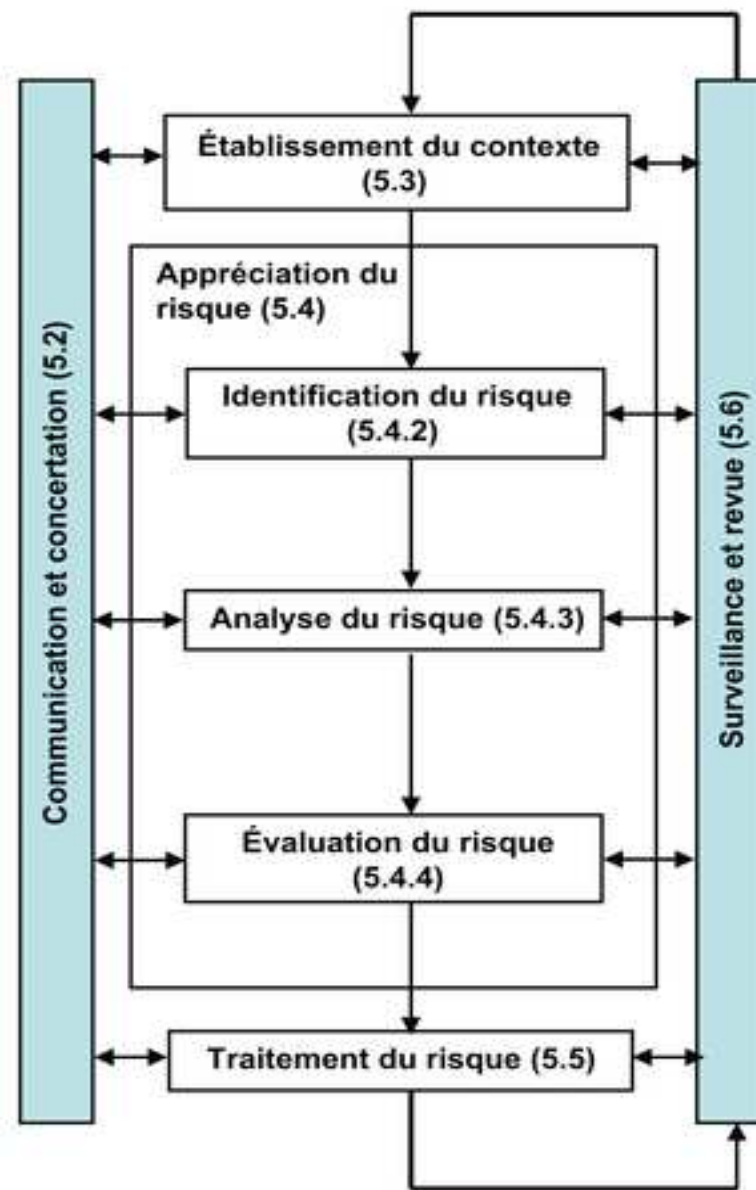 Établissement du contexte
(5.3)
Appréciation du
risque (5.4)
Identification du risque
(5.4.2)
Communication et concertation (5.2)
Surveillance et revue (5.6)
Analyse du risque (5.4.3)
Évaluation du risque
(5.4.4)
Traitement du risque (5.5)